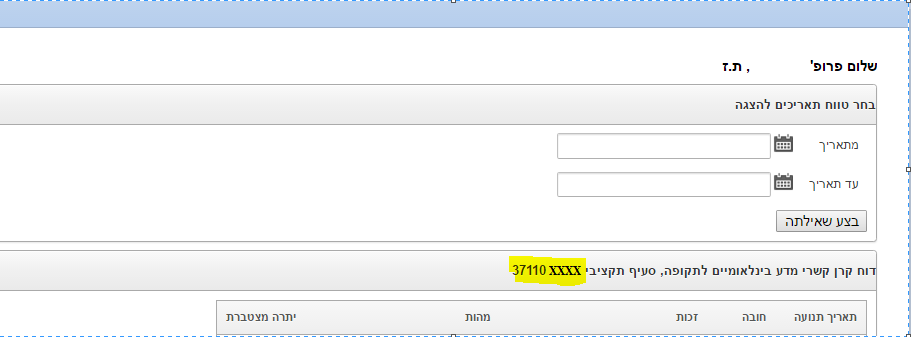 שלום פרופ' , ת.ז
בחר טווח תאריכים להצגה
מתאריך
עד תאריך
בצע שאילתה
דוח קרן קשרי מדע בינלאומיים לתקופה, סעיף תקציבי 37110 XXXX
תאריך תנועה חובה זכות מהות יתרה מצטברת